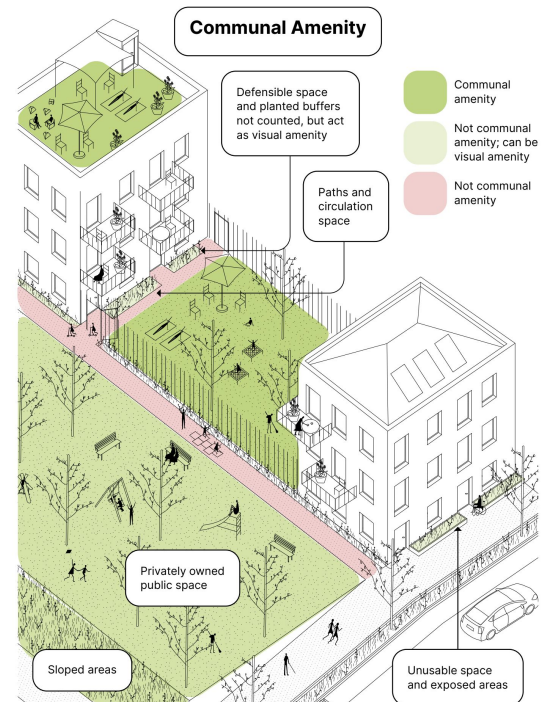 Communal Amenity
Defensible space
and planted buffers
not counted, but act
as visual amenity
Communal
amenity
Not communal
amenity; can be
visual amenity
Not communal
amenity
Paths and
circulation
space
Privately owned
public space
Sloped areas
Unusable space
and exposed areas